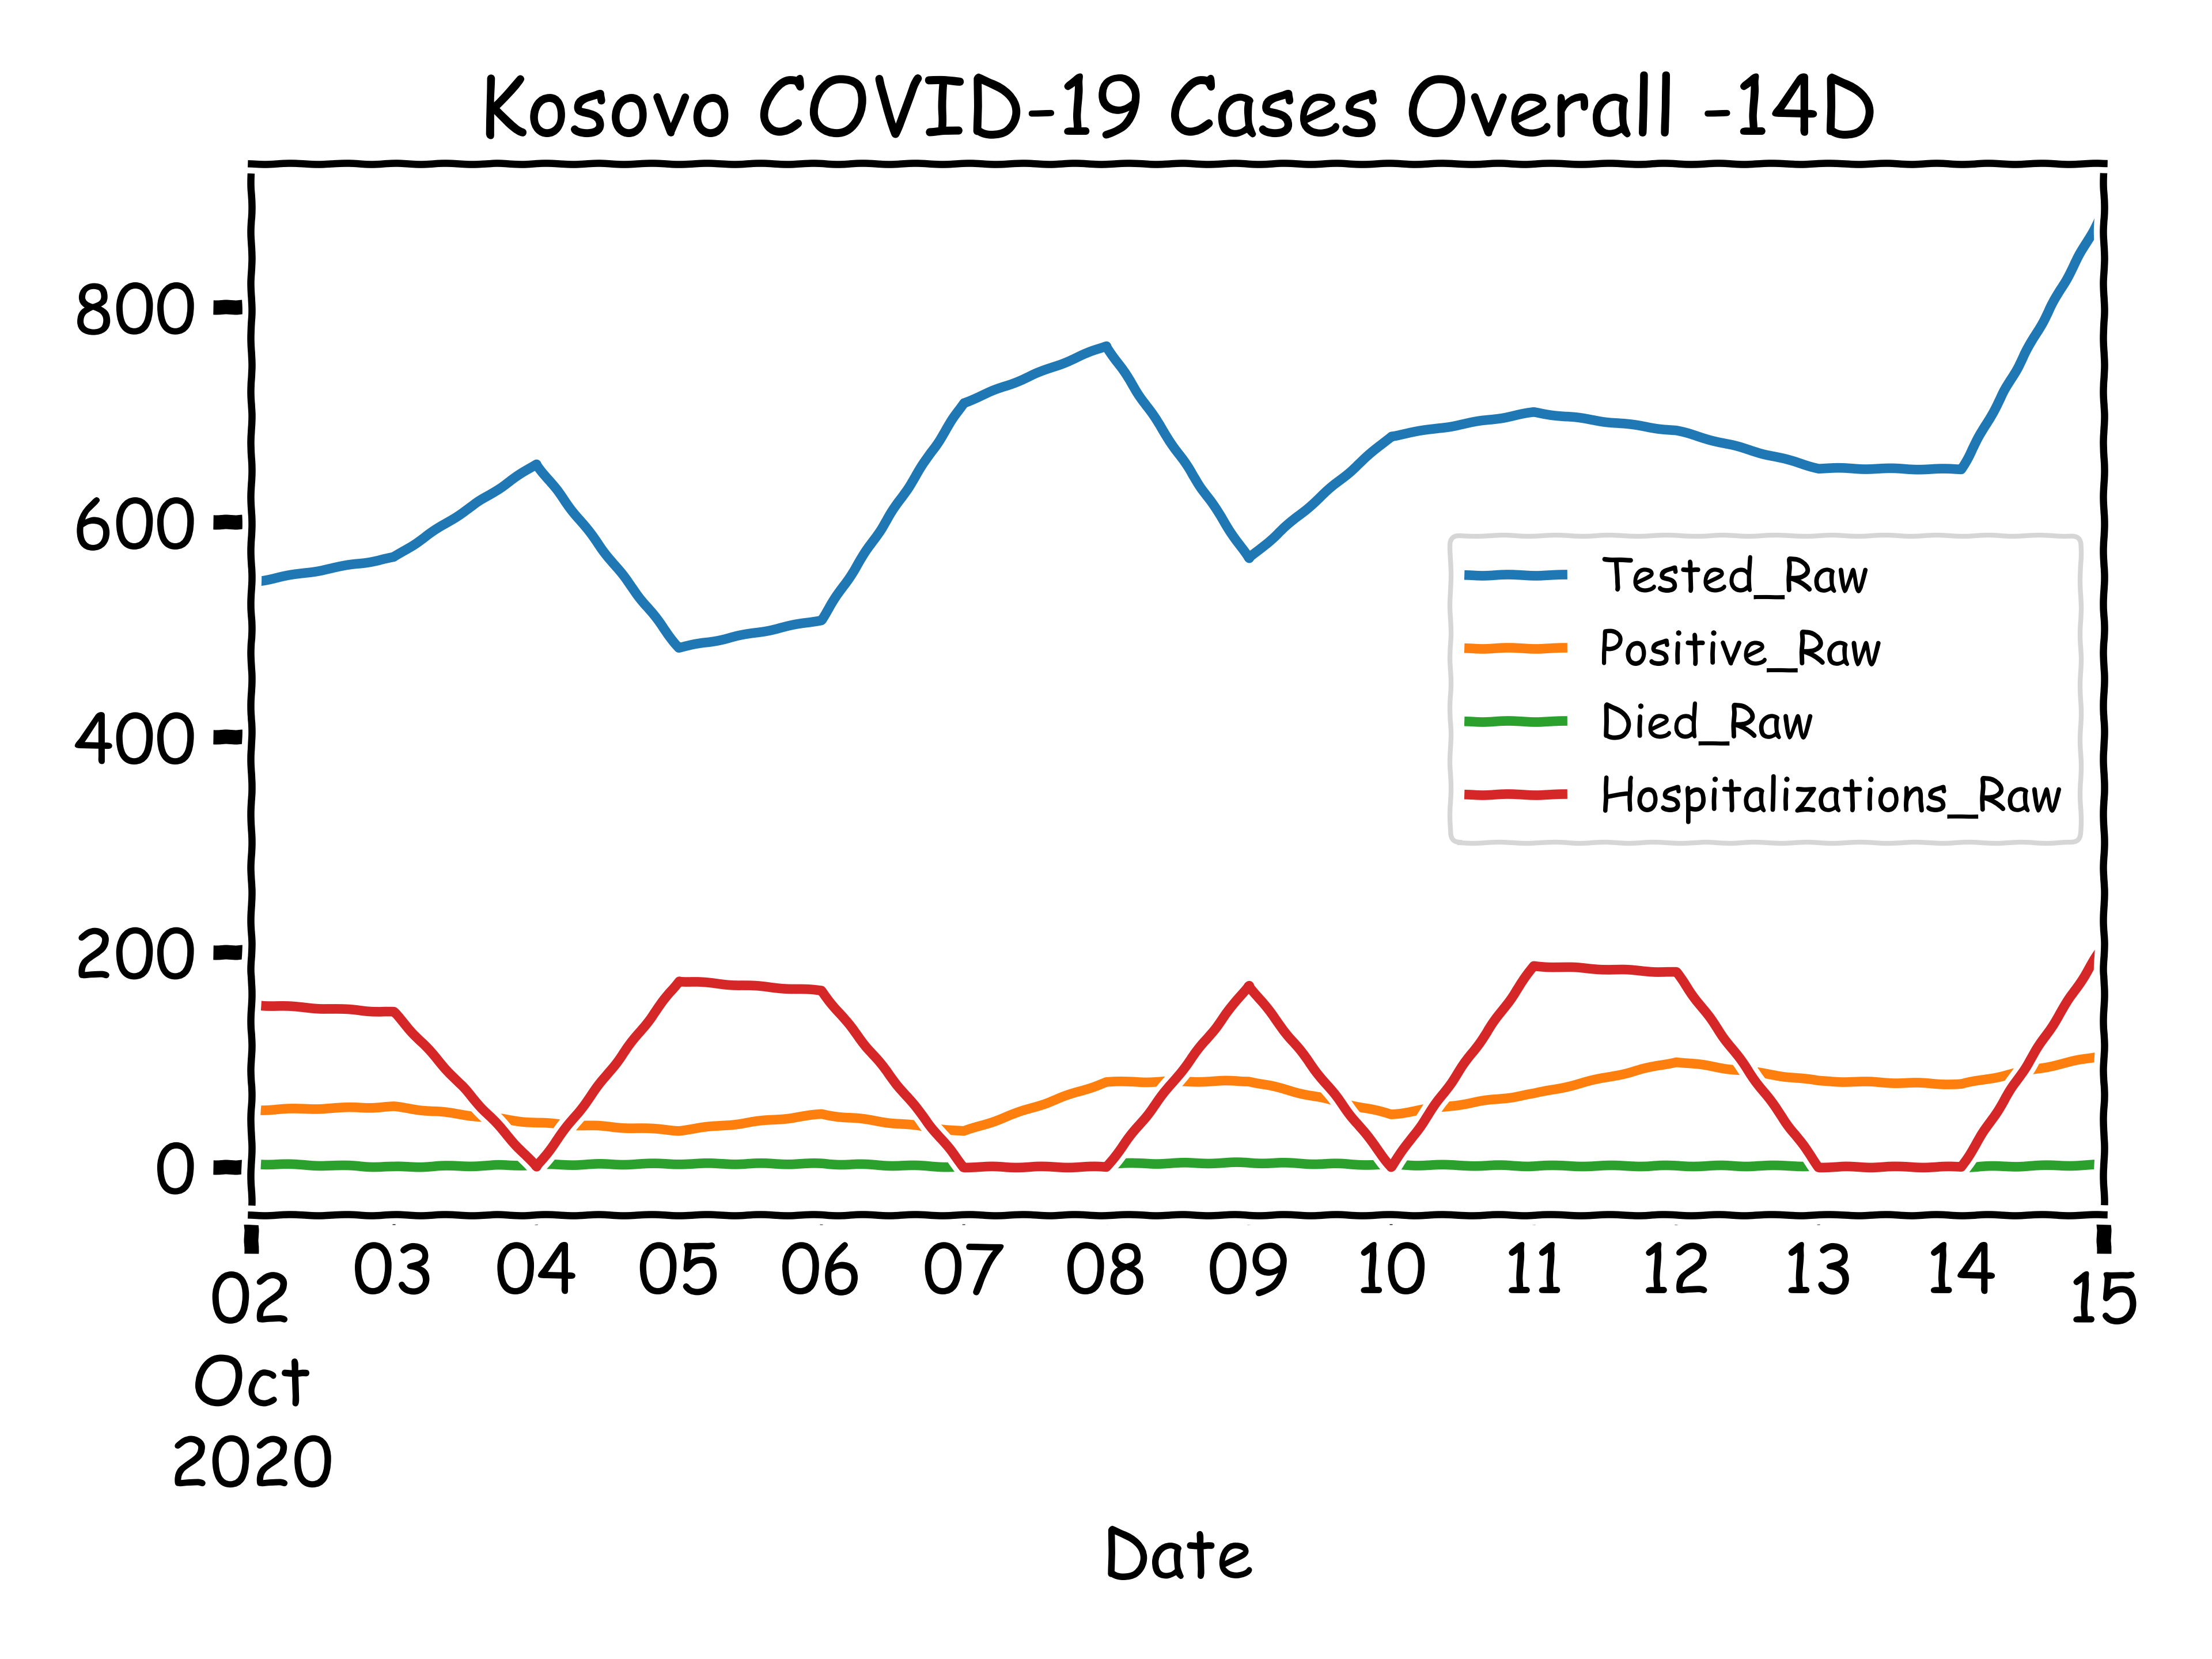 Kosovo COVID-19 Cases Overall -14D
800
600
400
200
0
Tested_Raw
Positive_Raw
Died_Raw
Hospitalizations_Raw
02 03 04 05 06 07 08 09 10 11 12 13 14 15
Oct
2020
Date